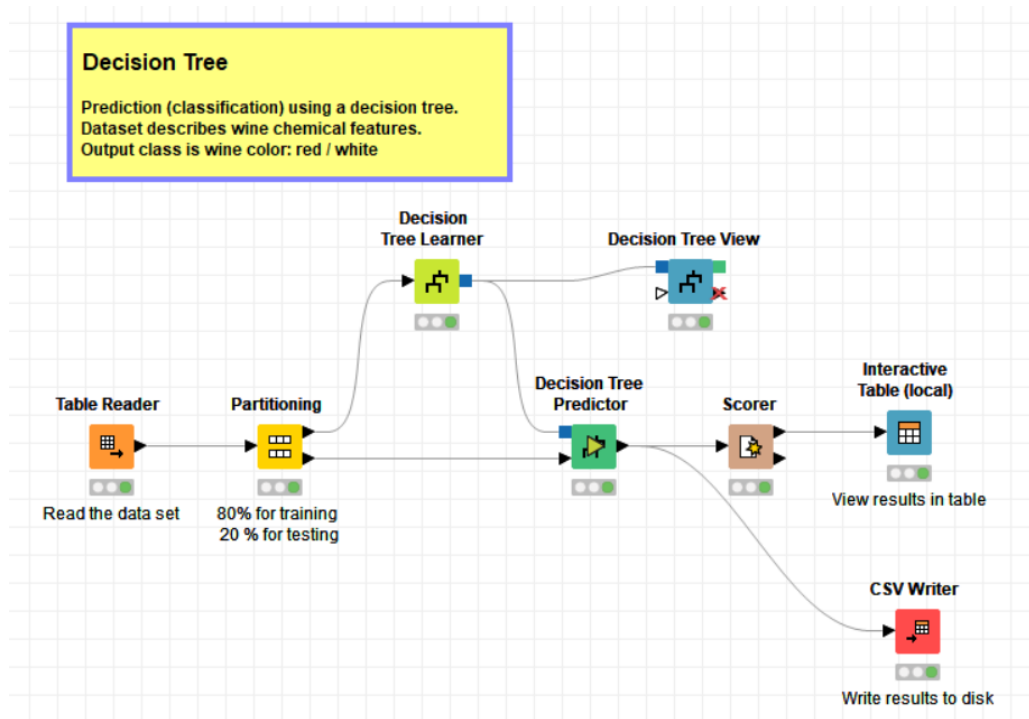 Decision Tree
Prediction (classification) using a decision tree.
Dataset describes wine chemical features.
Output class is wine color: red / white
Decision
Tree Learner
Decision Tree View
Table Reader
Read the data set
Partitioning
80% for training
20 % for testing
Decision Tree
Predictor
Scorer
Interactive
Table (local)
View results in table
CSV Writer
Write results to disk